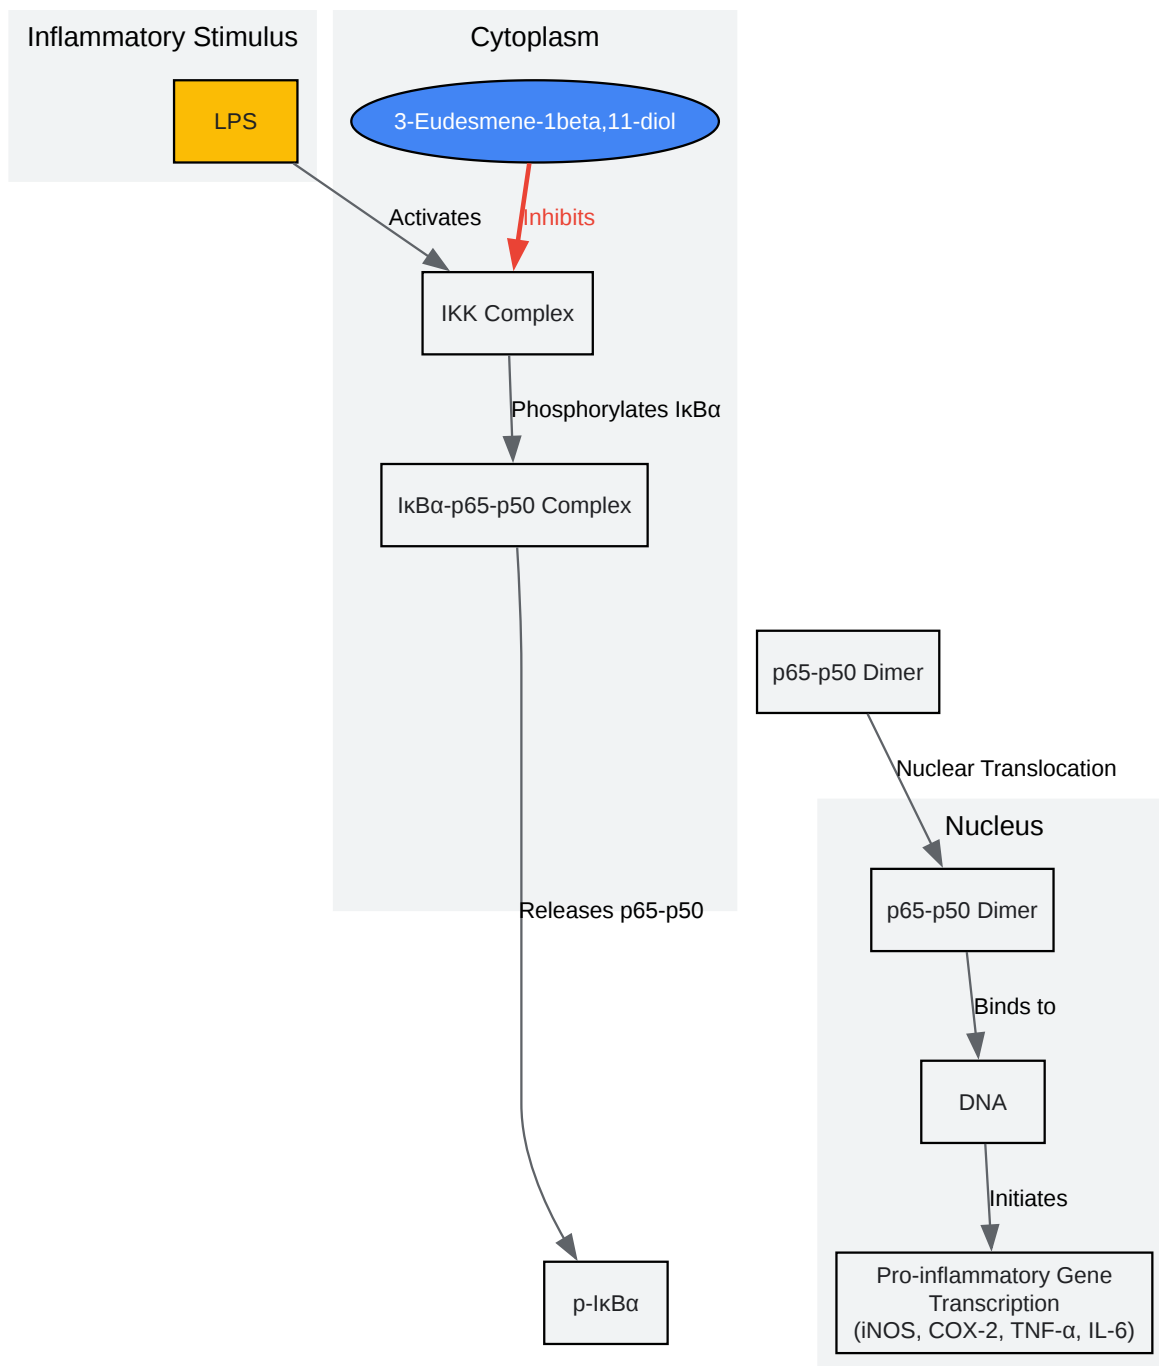 Inflammatory Stimulus
Cytoplasm
LPS
3-Eudesmene-1beta,11-diol
Activates
Inhibits
IKK Complex
Phosphorylates IκBα
IκBα-p65-p50 Complex
p65-p50 Dimer
Nuclear Translocation
Nucleus
p65-p50 Dimer
Releases p65-p50
Binds to
DNA
Initiates
Pro-inflammatory Gene
Transcription
(iNOS, COX-2, TNF-α, IL-6)
p-IκBα